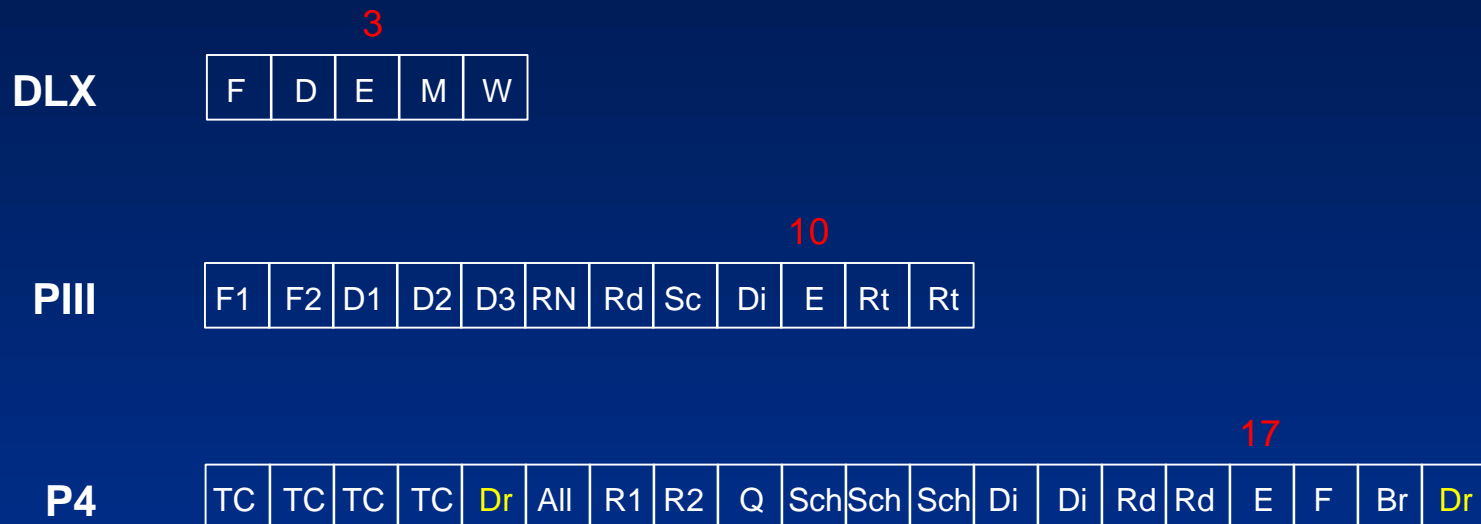 3
DLX F D E M W
10
PIII F1 F2 D1 D2 D3 RN Rd Sc Di E Rt Rt
17
P4 TC TC TC TC Dr All R1 R2 Q Sch Sch Sch Di Di Rd Rd E F Br Dr